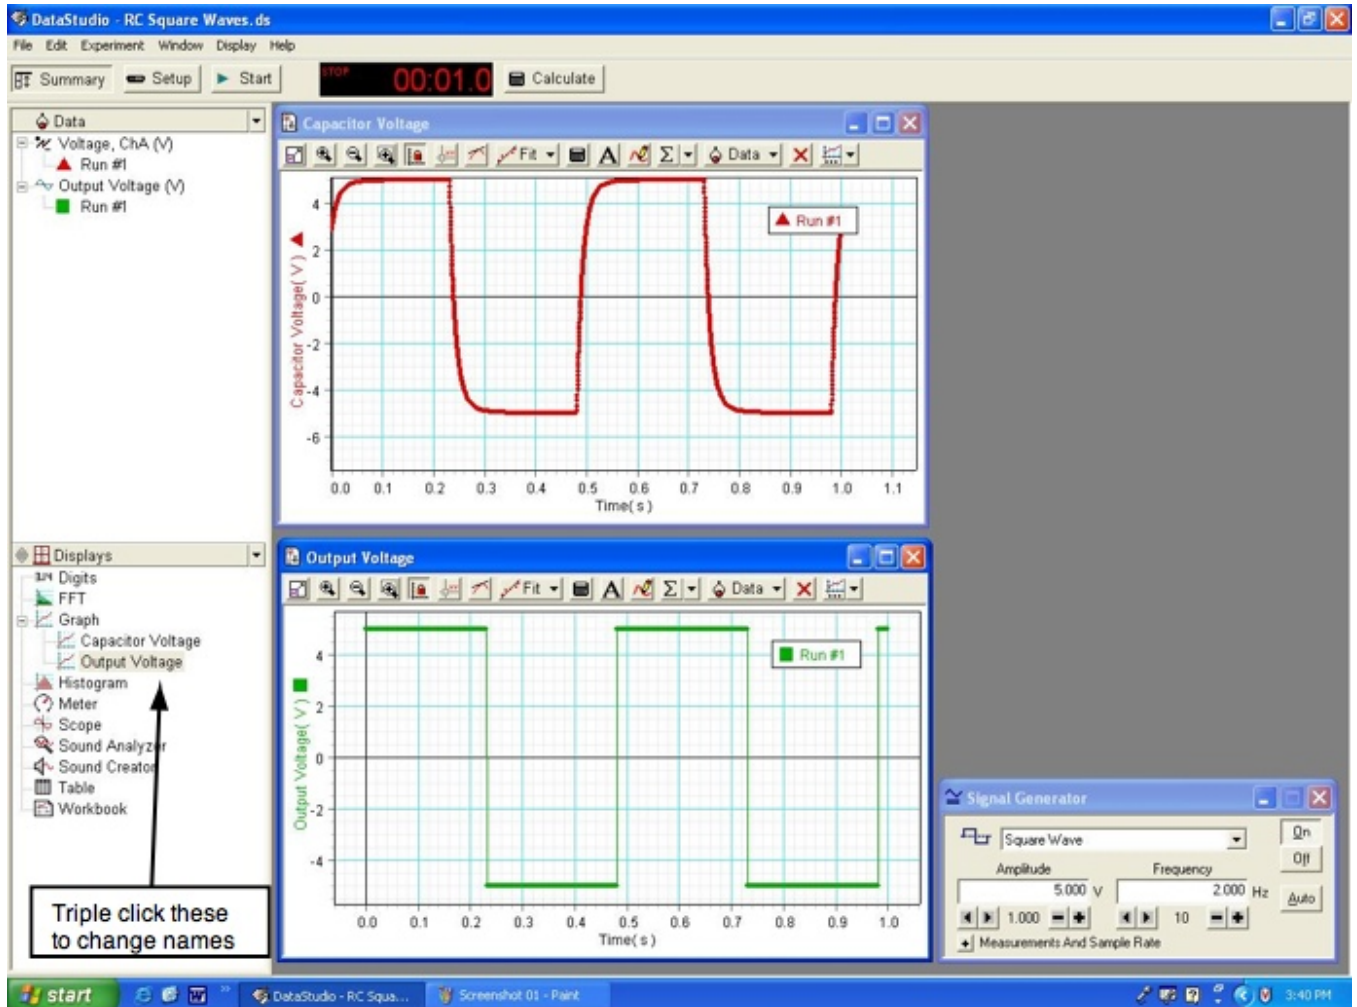 DataStudio - RC Square Waves.ds
File Edit Experiment Window Display Help
Summary Setup Start STOP 00:01.0 Calculate
Data
Voltage, ChA (V)
Run #1
Output Voltage (V)
Run #1
Capacitor Voltage
Fit A Σ Data
4
2
0
-2
-4
-6
Capacitor Voltage( V )
Run #1
0.0 0.1 0.2 0.3 0.4 0.5 0.6 0.7 0.8 0.9 1.0 1.1
Time( s )
Displays
3.14 Digits
FFT
Graph
Capacitor Voltage
Output Voltage
Histogram
Meter
Scope
Sound Analyzer
Sound Creator
Table
Workbook
Triple click these
to change names
Output Voltage
Fit A Σ Data
4
2
0
-2
-4
Output Voltage( V )
Run #1
0.0 0.1 0.2 0.3 0.4 0.5 0.6 0.7 0.8 0.9 1.0
Time( s )
Signal Generator
Square Wave
On
Off
Auto
Amplitude Frequency
5.000 V 2.000 Hz
1.000 10
Measurements And Sample Rate
start DataStudio - RC Squa... Screenshot 01 - Paint 3:40 PM